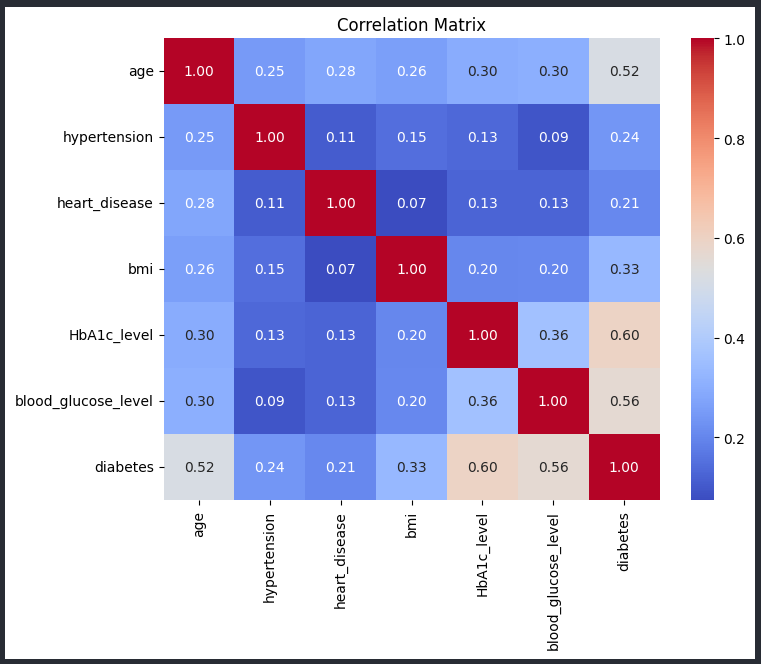 Correlation Matrix
age 1.00 0.25 0.28 0.26 0.30 0.30 0.52
hypertension 0.25 1.00 0.11 0.15 0.13 0.09 0.24
heart_disease 0.28 0.11 1.00 0.07 0.13 0.13 0.21
bmi 0.26 0.15 0.07 1.00 0.20 0.20 0.33
HbA1c_level 0.30 0.13 0.13 0.20 1.00 0.36 0.60
blood_glucose_level 0.30 0.09 0.13 0.20 0.36 1.00 0.56
diabetes 0.52 0.24 0.21 0.33 0.60 0.56 1.00
age
hypertension
heart_disease
bmi
HbA1c_level
blood_glucose_level
diabetes
1.0
0.8
0.6
0.4
0.2